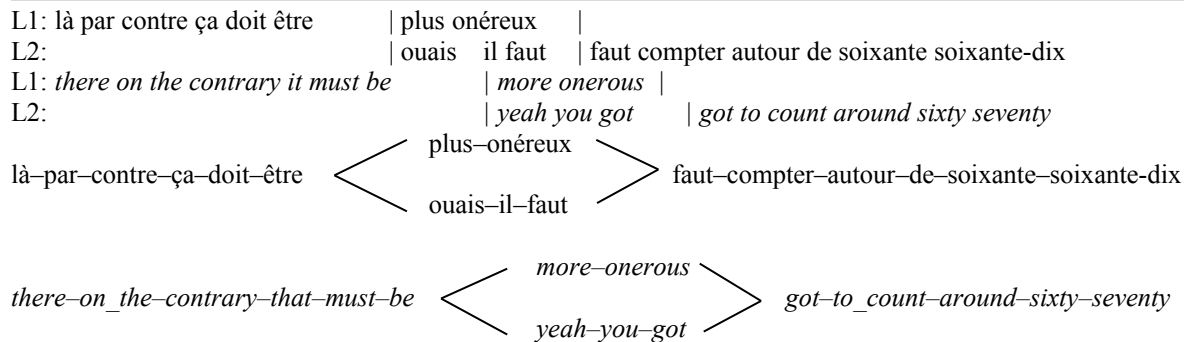 L1: là par contre ça doit être | plus onéreux |
L2: | ouais il faut | faut compter autour de soixante soixante-dix
L1: there on the contrary it must be | more onerous |
L2: | yeah you got | got to count around sixty seventy
plus–onéreux
là–par–contre–ça–doit–être
faut–compter–autour–de–soixante–soixante-dix
ouais–il–faut
more–onerous
there–on_the–contrary–that–must–be
got–to_count–around–sixty–seventy
yeah–you–got